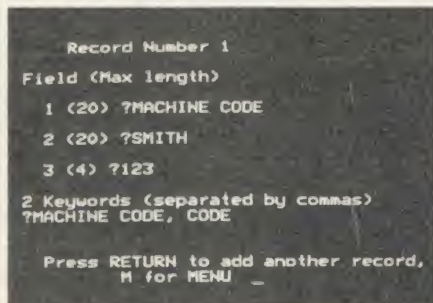 Record Number 1
Field (Max length)
1 (20) ?MACHINE CODE
2 (20) ?SMITH
3 (4) ?123
2 Keywords (separated by commas)
?MACHINE CODE, CODE
Press RETURN to add another record,
M for MENU _